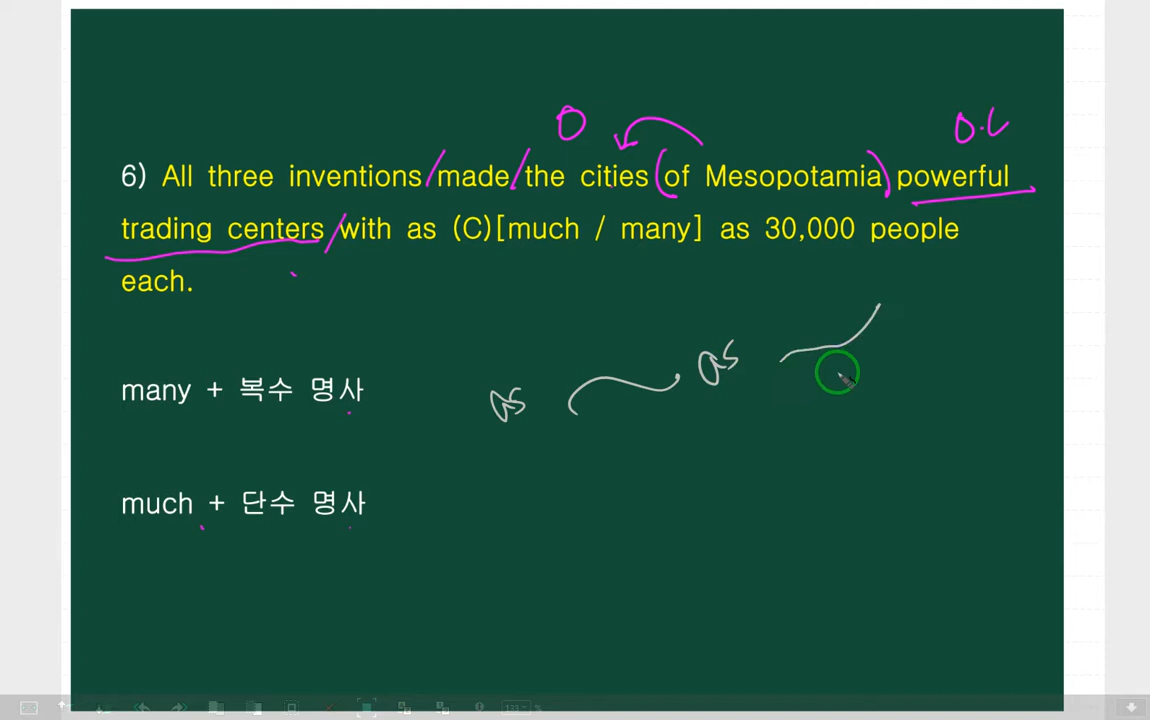 O
O.C
6) All three inventions made the cities of Mesopotamia powerful
trading centers with as (C)[much / many] as 30,000 people
each.
as as
many + 복수 명사
much + 단수 명사
133 %